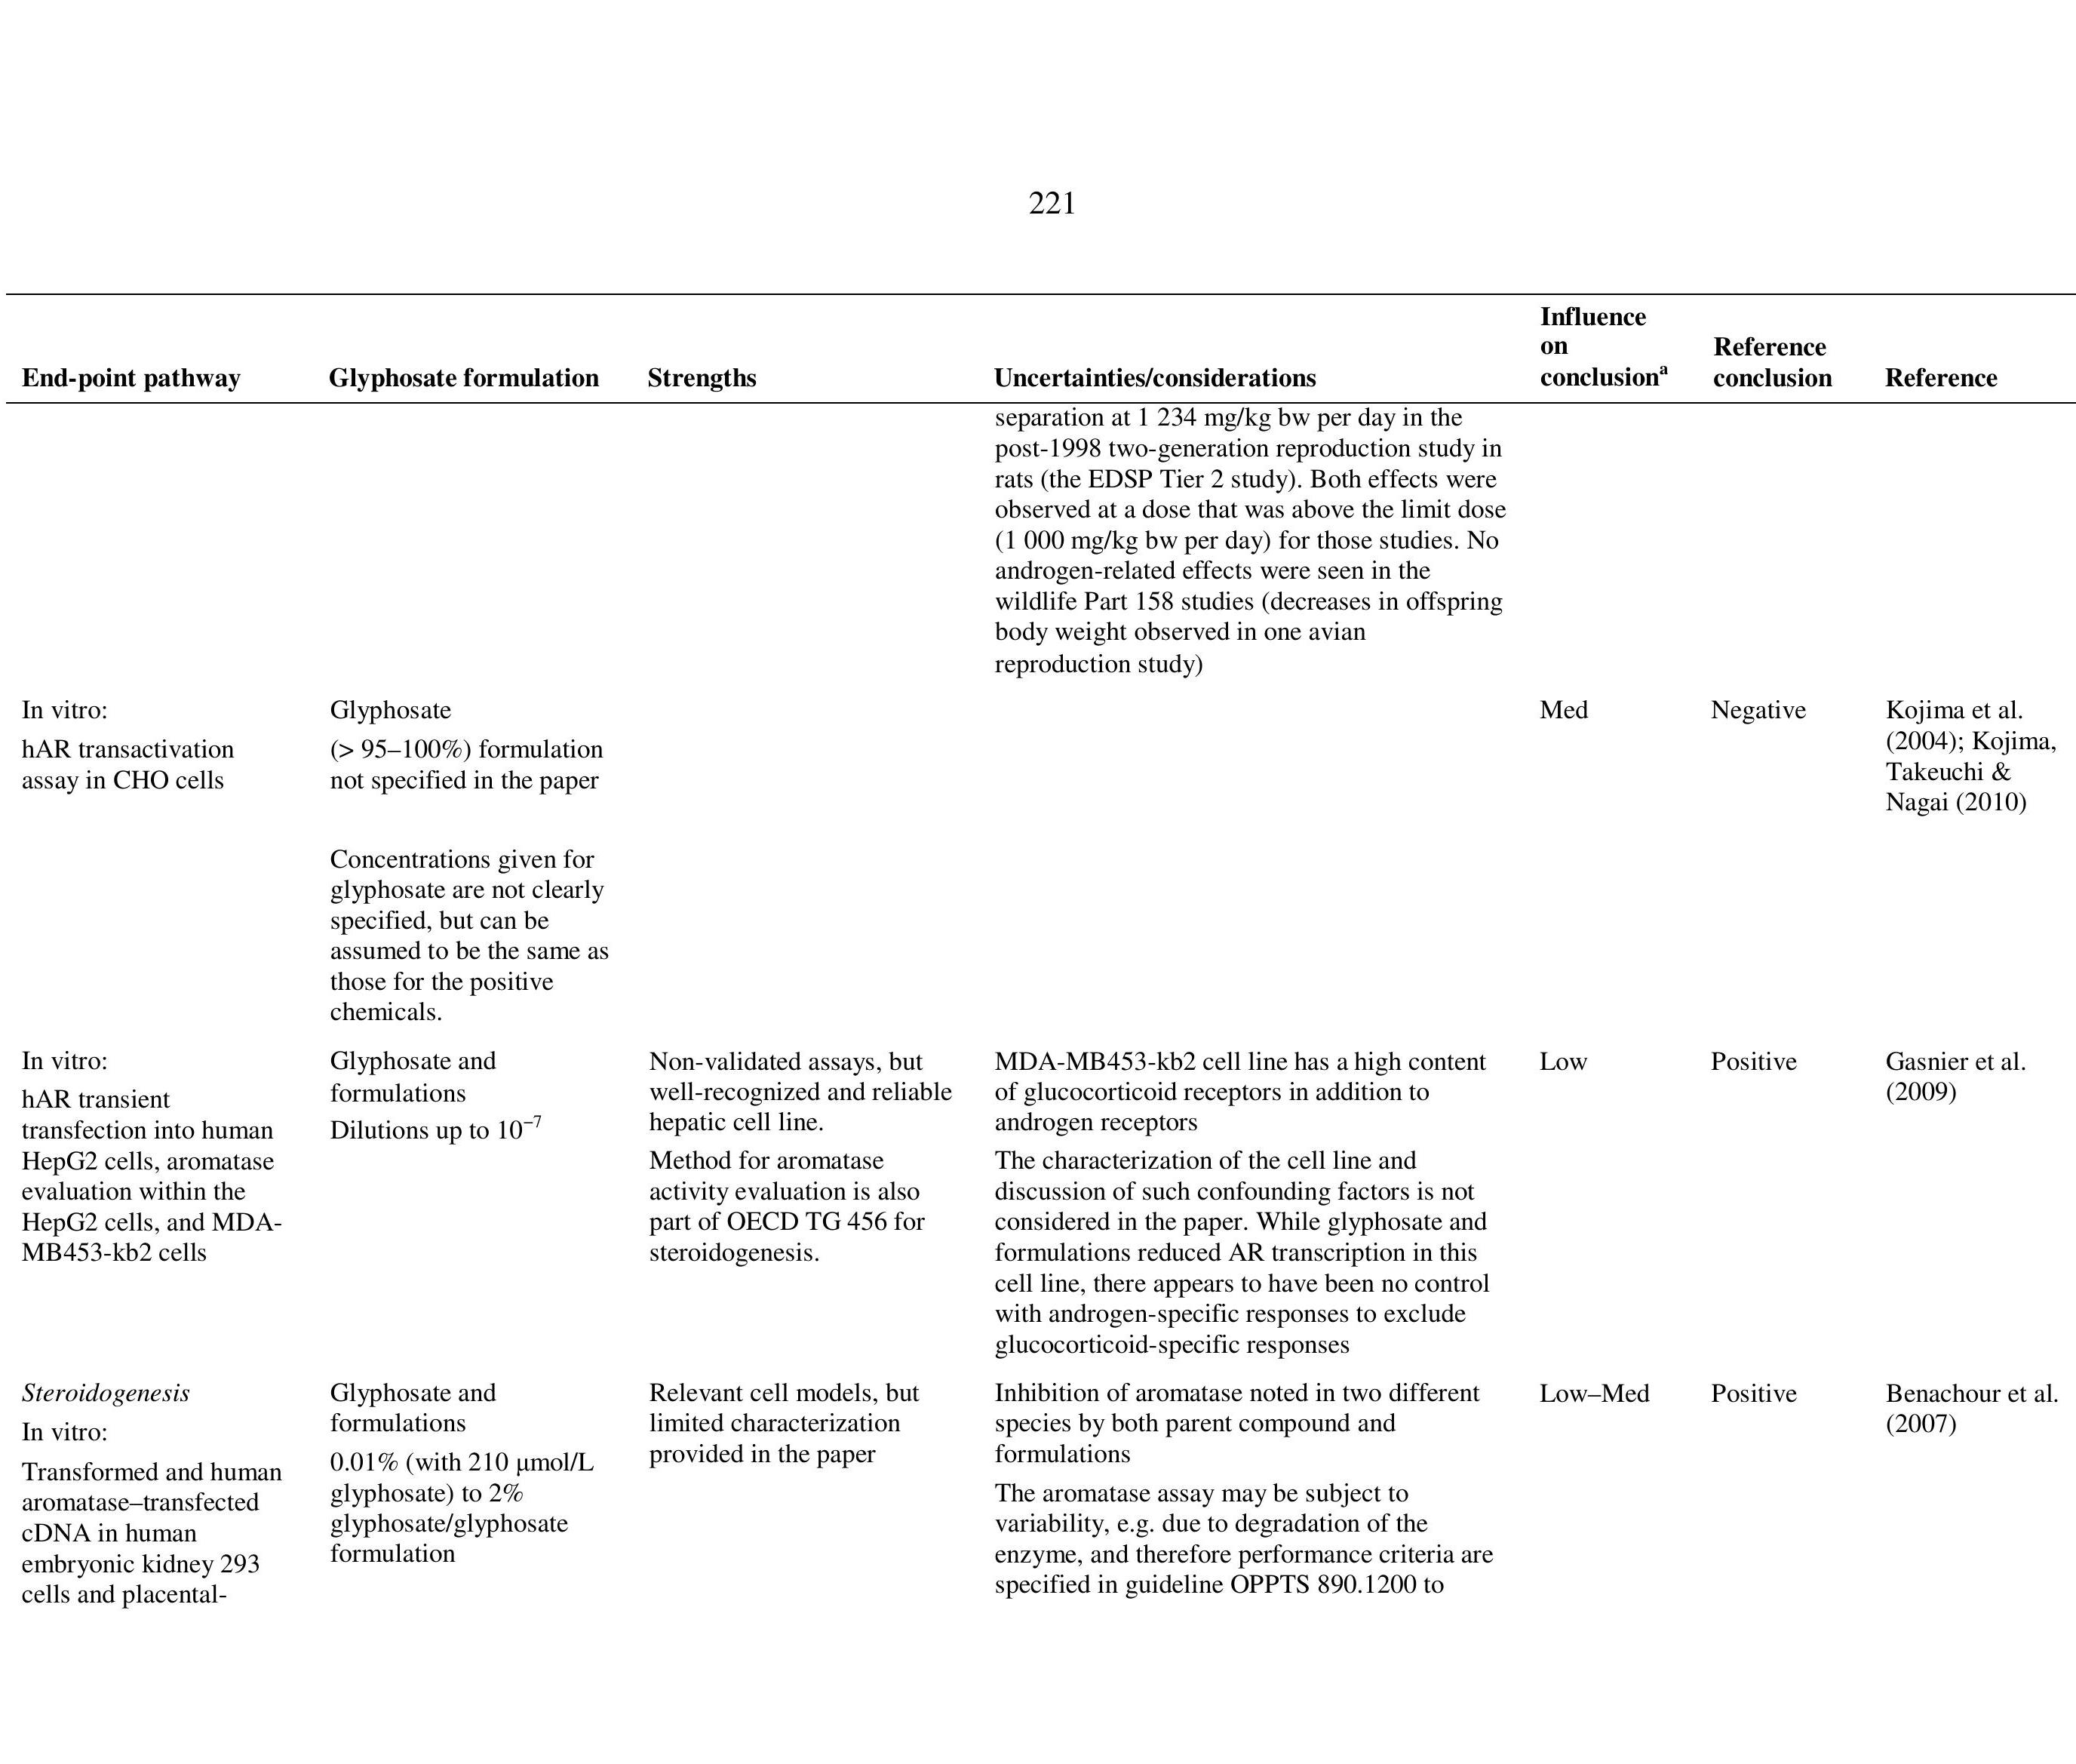 221
Influence
on
conclusionᵃ
Reference
conclusion
End-point pathway
Glyphosate formulation
Strengths
Uncertainties/considerations
Reference
separation at 1 234 mg/kg bw per day in the
post-1998 two-generation reproduction study in
rats (the EDSP Tier 2 study). Both effects were
observed at a dose that was above the limit dose
(1 000 mg/kg bw per day) for those studies. No
androgen-related effects were seen in the
wildlife Part 158 studies (decreases in offspring
body weight observed in one avian
reproduction study)
In vitro:
hAR transactivation
assay in CHO cells
Glyphosate
(> 95–100%) formulation
not specified in the paper
Concentrations given for
glyphosate are not clearly
specified, but can be
assumed to be the same as
those for the positive
chemicals.
Med
Negative
Kojima et al.
(2004); Kojima,
Takeuchi &
Nagai (2010)
In vitro:
hAR transient
transfection into human
HepG2 cells, aromatase
evaluation within the
HepG2 cells, and MDA-
MB453-kb2 cells
Glyphosate and
formulations
Dilutions up to 10⁻⁷
Non-validated assays, but
well-recognized and reliable
hepatic cell line.
Method for aromatase
activity evaluation is also
part of OECD TG 456 for
steroidogenesis.
MDA-MB453-kb2 cell line has a high content
of glucocorticoid receptors in addition to
androgen receptors
The characterization of the cell line and
discussion of such confounding factors is not
considered in the paper. While glyphosate and
formulations reduced AR transcription in this
cell line, there appears to have been no control
with androgen-specific responses to exclude
glucocorticoid-specific responses
Low
Positive
Gasnier et al.
(2009)
Steroidogenesis
In vitro:
Transformed and human
aromatase–transfected
cDNA in human
embryonic kidney 293
cells and placental-
Glyphosate and
formulations
0.01% (with 210 µmol/L
glyphosate) to 2%
glyphosate/glyphosate
formulation
Relevant cell models, but
limited characterization
provided in the paper
Inhibition of aromatase noted in two different
species by both parent compound and
formulations
The aromatase assay may be subject to
variability, e.g. due to degradation of the
enzyme, and therefore performance criteria are
specified in guideline OPPTS 890.1200 to
Low–Med
Positive
Benachour et al.
(2007)